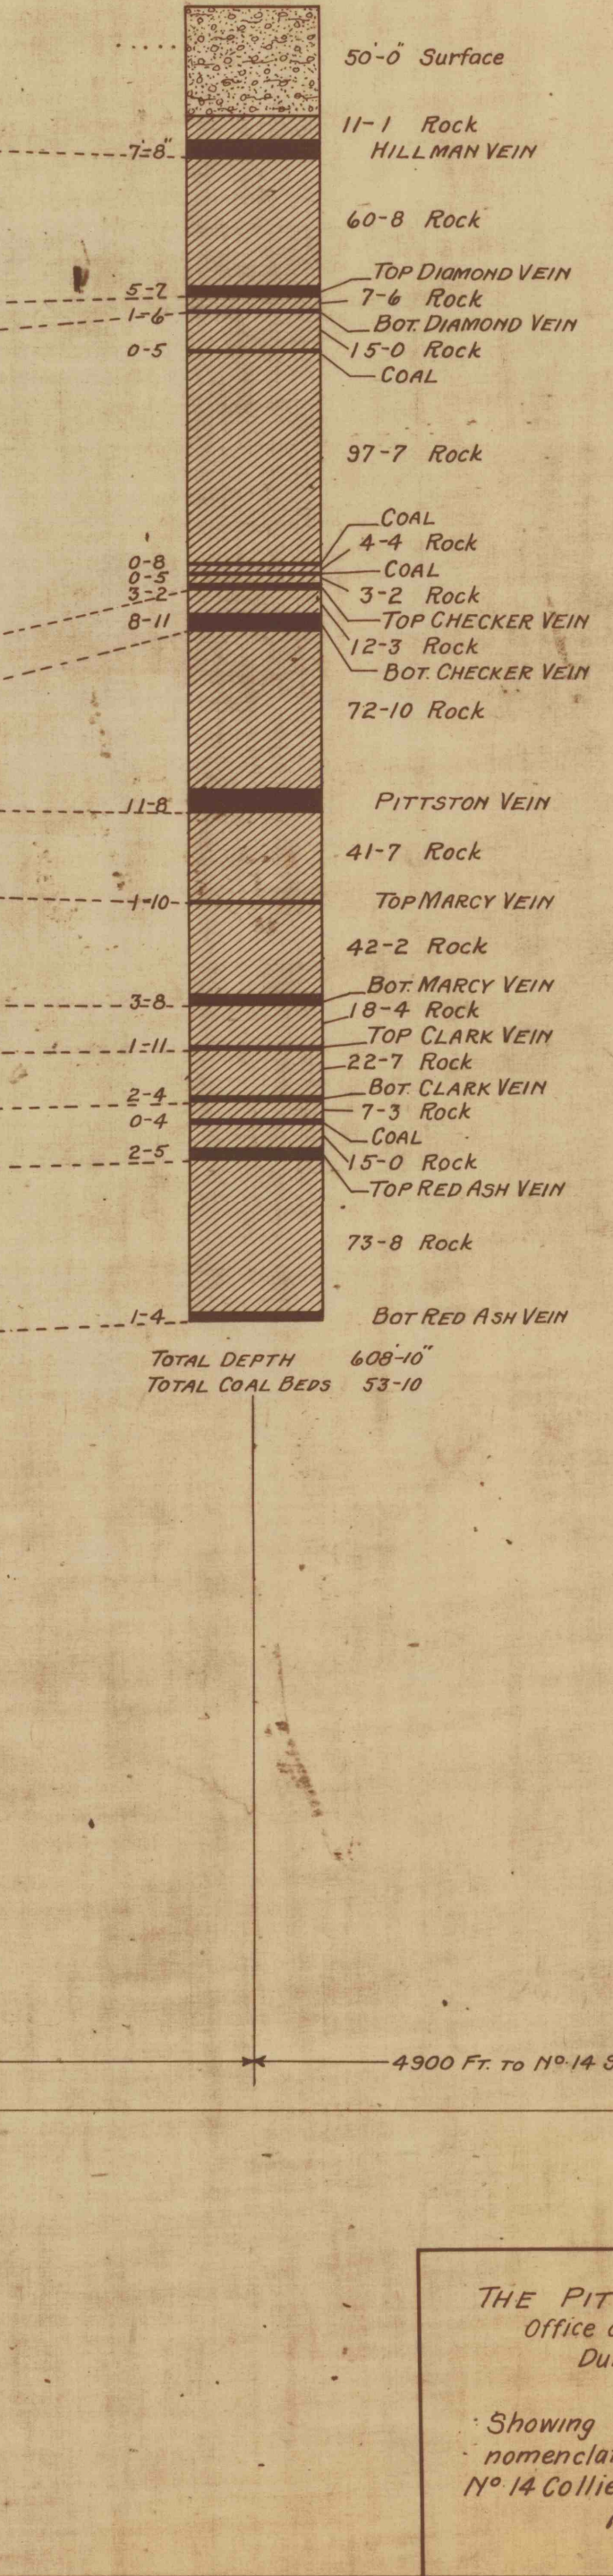 50'-0" Surface
11-1 Rock
7'-8" HILLMAN VEIN
60-8 Rock
TOP DIAMOND VEIN
5-7 7-6 Rock
1-6 BOT. DIAMOND VEIN
0-5 15-0 Rock
COAL
97-7 Rock
COAL
4-4 Rock
0-8 COAL
0-5
3-2 3-2 Rock
8-11 TOP CHECKER VEIN
12-3 Rock
BOT. CHECKER VEIN
72-10 Rock
11-8 PITTSTON VEIN
41-7 Rock
1-10 TOP MARCY VEIN
42-2 Rock
BOT. MARCY VEIN
3-8 18-4 Rock
TOP CLARK VEIN
1-11
22-7 Rock
2-4 BOT. CLARK VEIN
0-4 7-3 Rock
COAL
2-5 15-0 Rock
TOP RED ASH VEIN
73-8 Rock
1-4 BOT RED ASH VEIN
TOTAL DEPTH 608'-10"
TOTAL COAL BEDS 53-10
4900 FT. TO Nº 14 S
THE PIT
Office
Du
Showing
nomencla
Nº 14 Collie